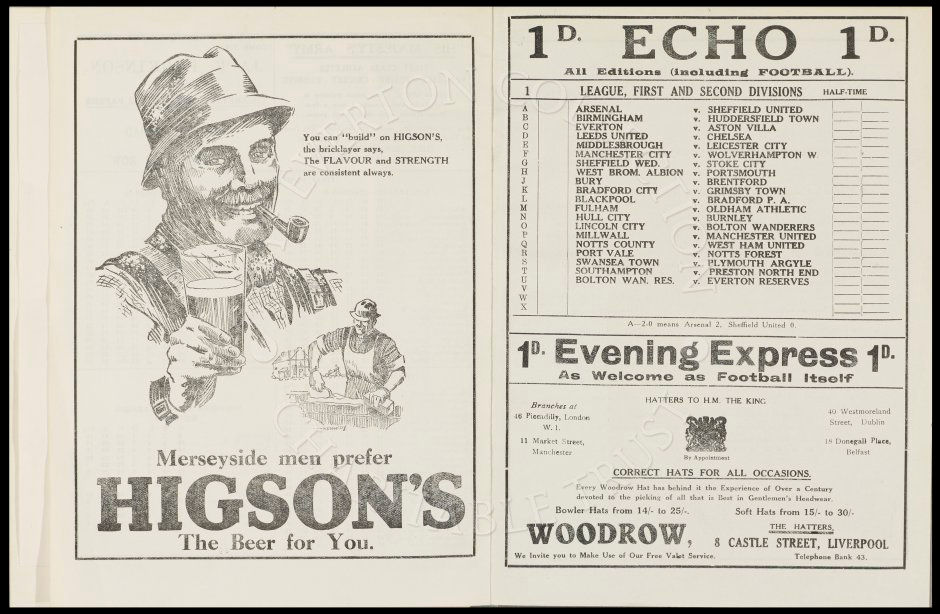 You can "build" on HIGSON'S,
the bricklayer says,
The FLAVOUR and STRENGTH
are consistent always.
Merseyside men prefer
HIGSON'S
The Beer for You.
1D. ECHO 1D.
All Editions (including FOOTBALL).
1 LEAGUE, FIRST AND SECOND DIVISIONS HALF-TIME
A ARSENAL v. SHEFFIELD UNITED
B BIRMINGHAM v. HUDDERSFIELD TOWN
C EVERTON v. ASTON VILLA
D LEEDS UNITED v. CHELSEA
E MIDDLESBROUGH v. LEICESTER CITY
F MANCHESTER CITY v. WOLVERHAMPTON W.
G SHEFFIELD WED. v. STOKE CITY
H WEST BROM. ALBION v. PORTSMOUTH
J BURY v. BRENTFORD
K BRADFORD CITY v. GRIMSBY TOWN
L BLACKPOOL v. BRADFORD P. A.
M FULHAM v. OLDHAM ATHLETIC
N HULL CITY v. BURNLEY
O LINCOLN CITY v. BOLTON WANDERERS
P MILLWALL v. MANCHESTER UNITED
Q NOTTS COUNTY v. WEST HAM UNITED
R PORT VALE v. NOTTS FOREST
S SWANSEA TOWN v. PLYMOUTH ARGYLE
T SOUTHAMPTON v. PRESTON NORTH END
U BOLTON WAN. RES. v. EVERTON RESERVES
V
W
X
A—2-0 means Arsenal 2, Sheffield United 0.
1D. Evening Express 1D.
As Welcome as Football Itself
HATTERS TO H.M. THE KING
Branches at
46 Piccadilly, London
W. 1.
11 Market Street,
Manchester
40 Westmoreland
Street, Dublin
18 Donegall Place,
Belfast
By Appointment
CORRECT HATS FOR ALL OCCASIONS.
Every Woodrow Hat has behind it the Experience of Over a Century
devoted to the picking of all that is Best in Gentlemen's Headwear.
Bowler Hats from 14/- to 25/-. Soft Hats from 15/- to 30/-
WOODROW, THE HATTERS,
8 CASTLE STREET, LIVERPOOL
We Invite you to Make Use of Our Free Valet Service. Telephone Bank 43.